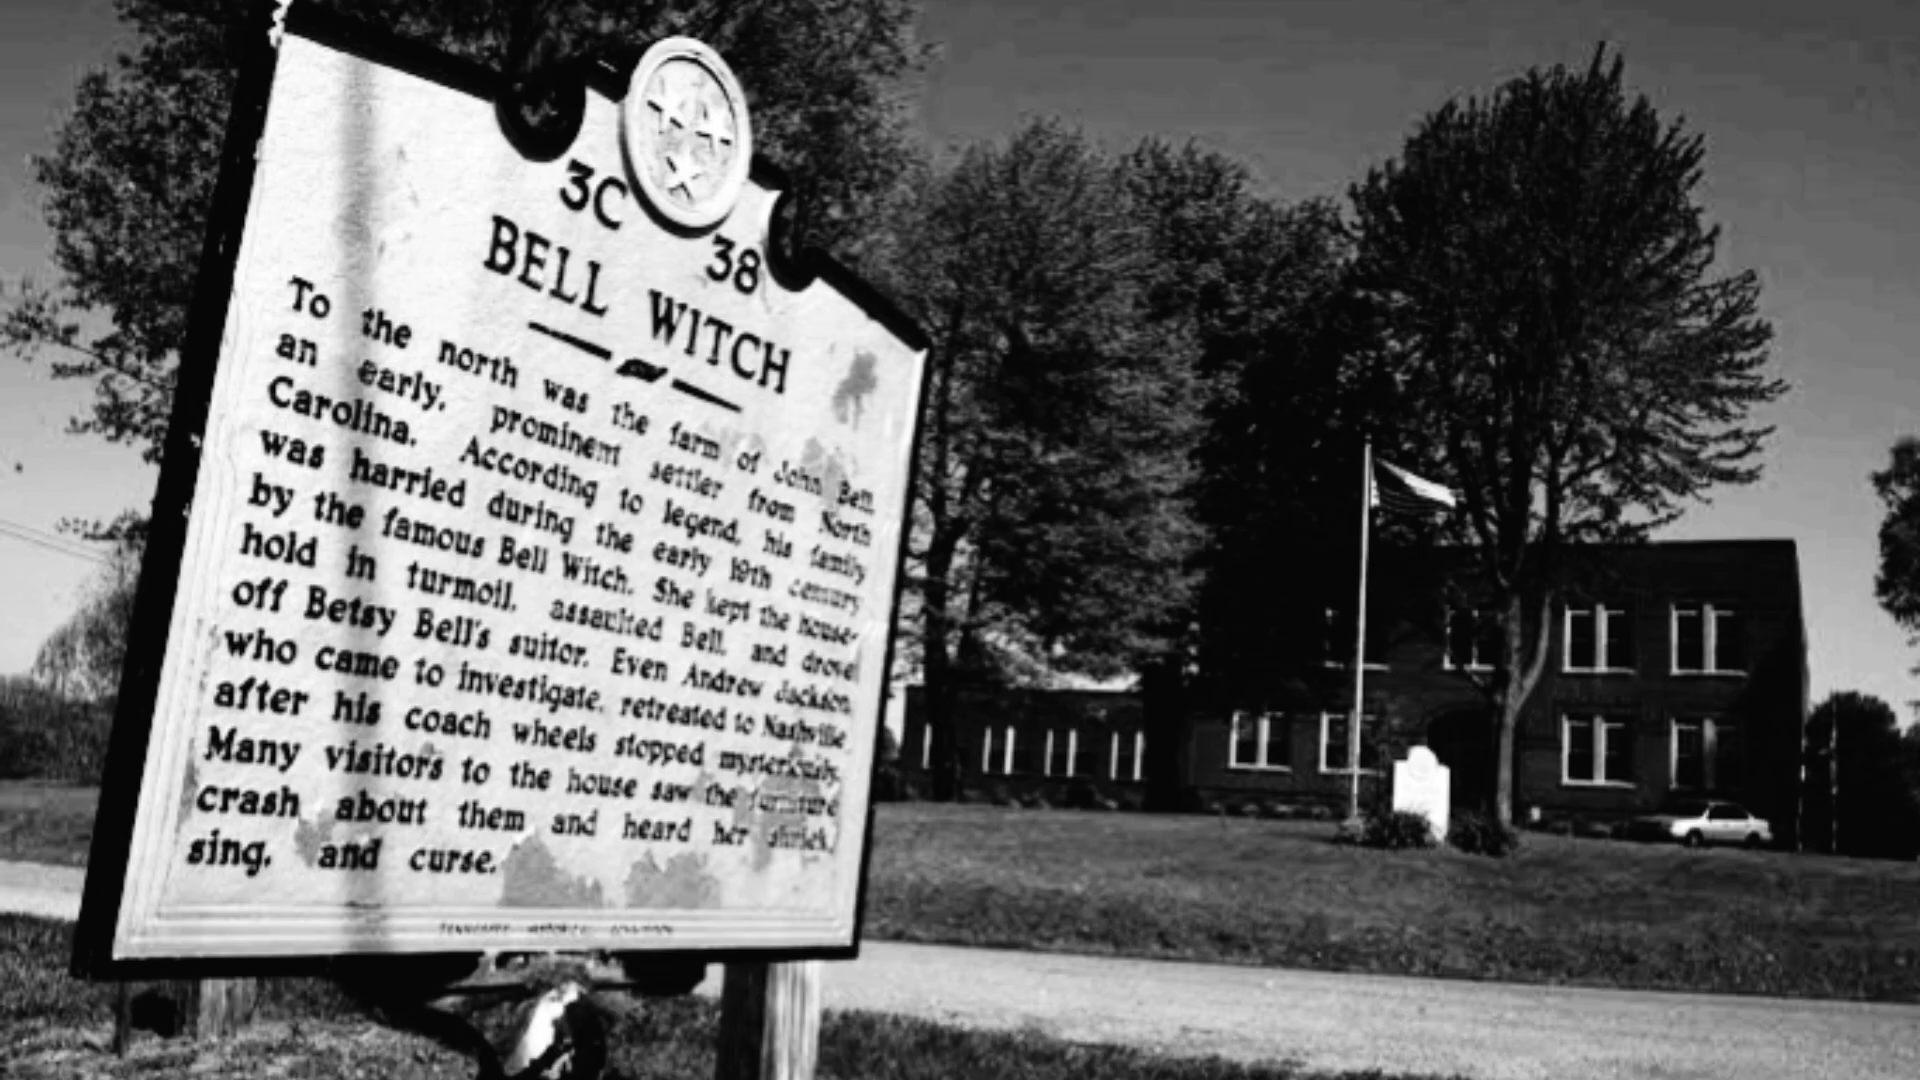 3C 38
BELL WITCH
To the north was the farm of John Bell,
an early, prominent settler from North
Carolina. According to legend, his family
was harried during the early 19th century
by the famous Bell Witch. She kept the house-
hold in turmoil, assaulted Bell, and drove
off Betsy Bell's suitor. Even Andrew Jackson,
who came to investigate, retreated to Nashville
after his coach wheels stopped mysteriously.
Many visitors to the house saw the furniture
crash about them and heard her shriek,
sing, and curse.
TENNESSEE HISTORICAL COMMISSION